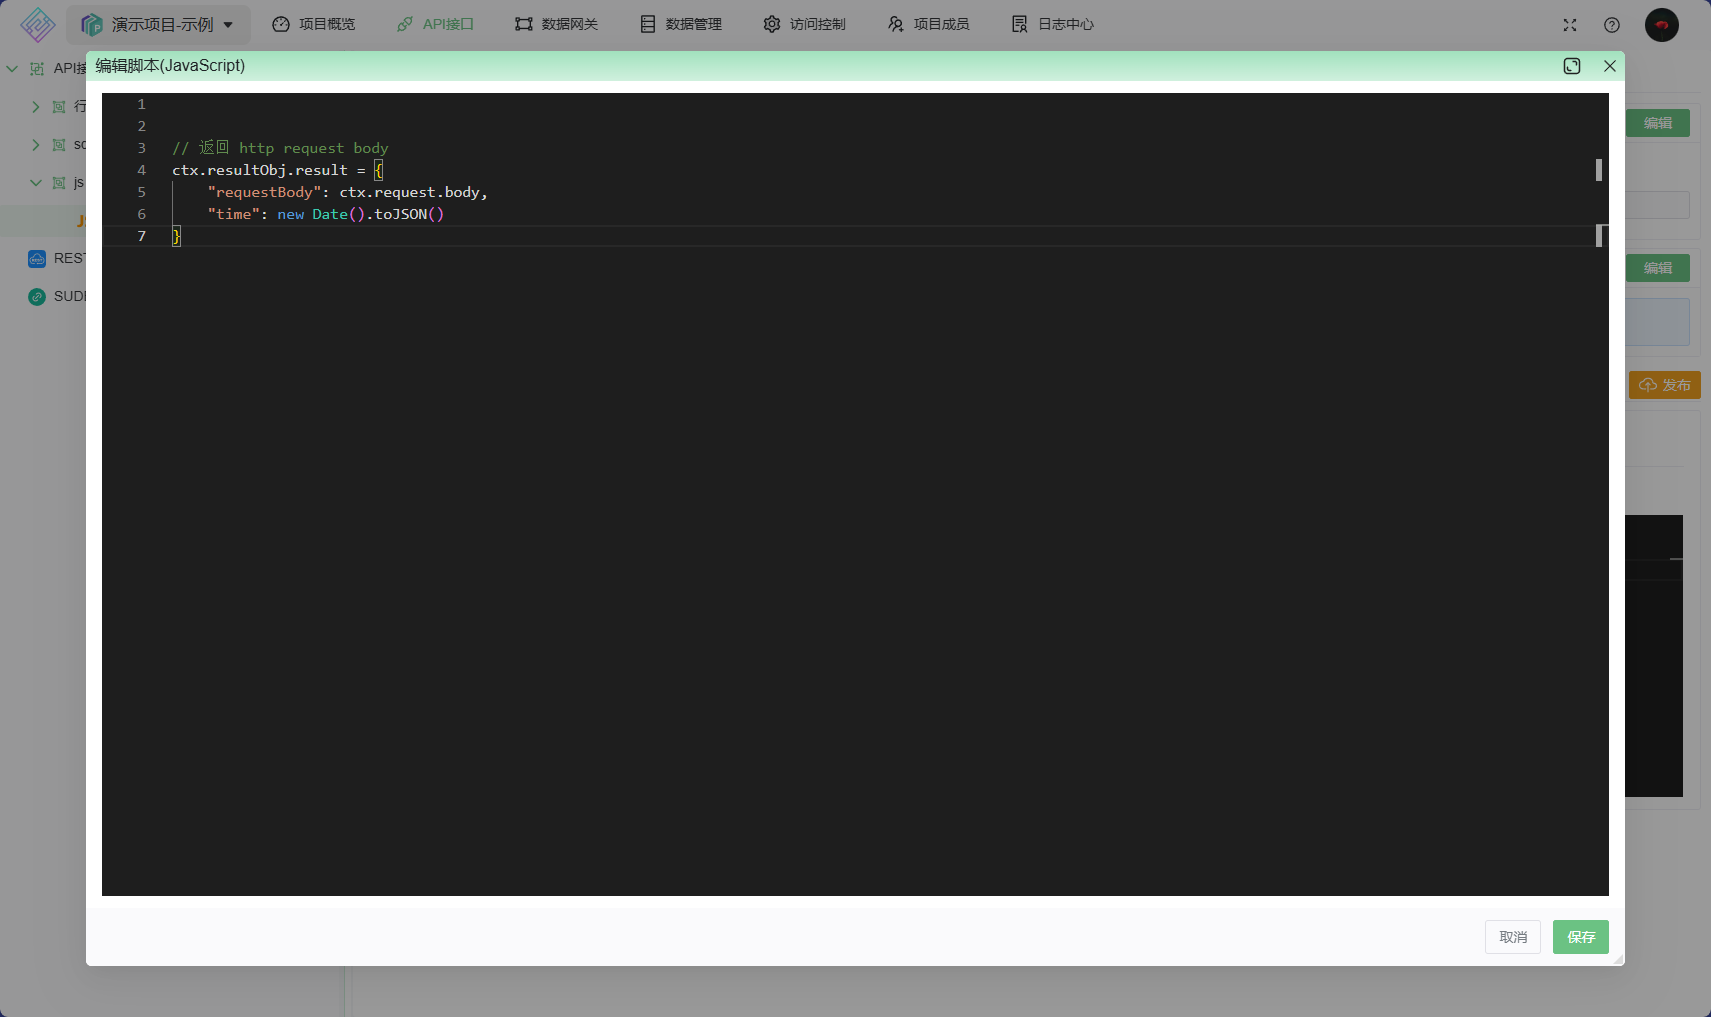 演示项目-示例
项目概览
API接口
数据网关
数据管理
访问控制
项目成员
日志中心
API接
行
js
REST
编辑脚本(JavaScript)
1
2
3 // 返回 http request body
4 ctx.resultObj.result = {
5 "requestBody": ctx.request.body,
6 "time": new Date().toJSON()
7 }
编辑
编辑
发布
取消
保存